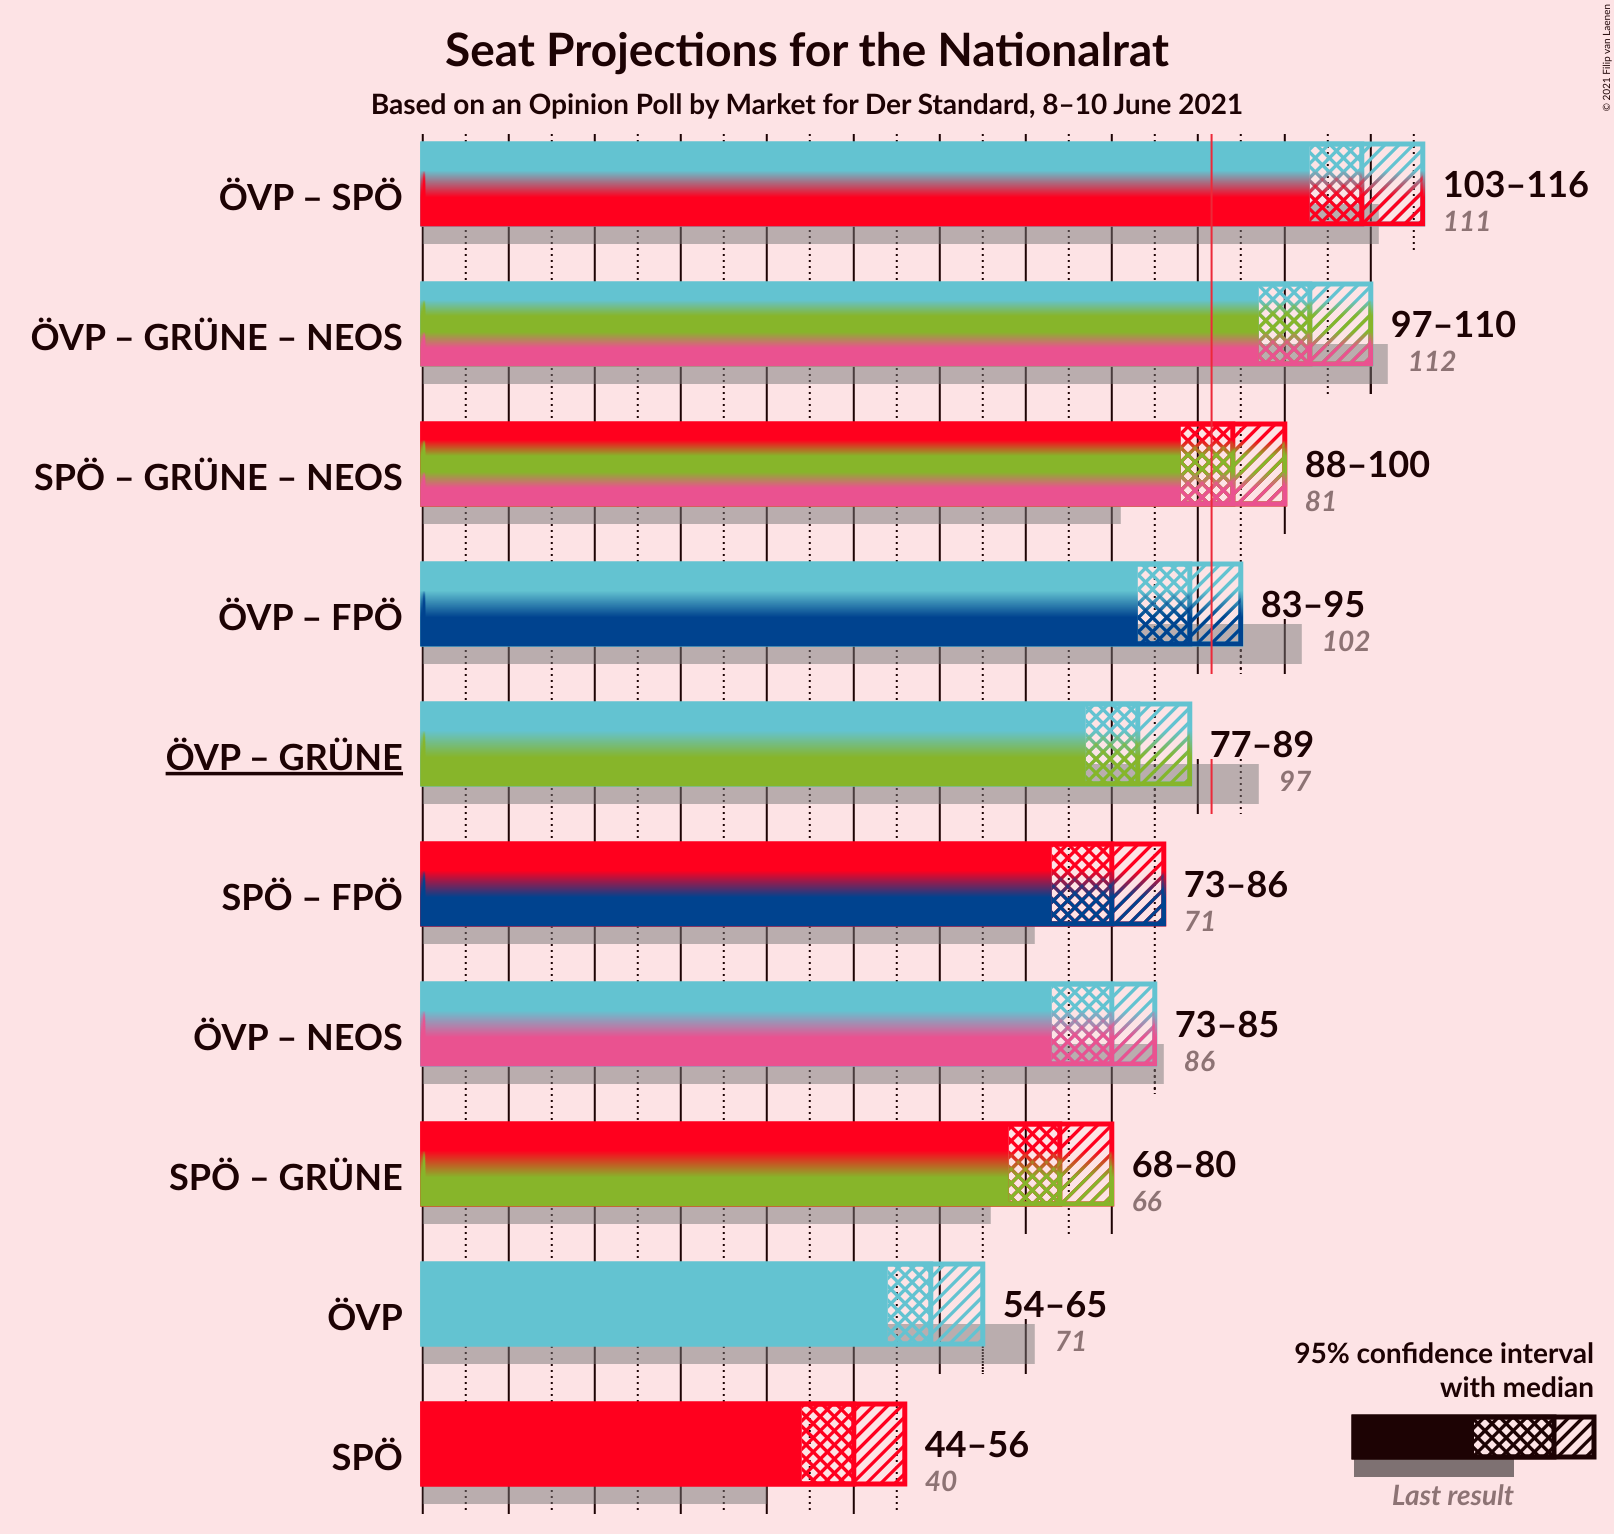 Seat Projections for the Nationalrat
Based on an Opinion Poll by Market for Der Standard, 8–10 June 2021
© 2021 Filip van Laenen
ÖVP – SPÖ
103–116
111
ÖVP – GRÜNE – NEOS
97–110
112
SPÖ – GRÜNE – NEOS
88–100
81
ÖVP – FPÖ
83–95
102
ÖVP – GRÜNE
77–89
97
SPÖ – FPÖ
73–86
71
ÖVP – NEOS
73–85
86
SPÖ – GRÜNE
68–80
66
ÖVP
54–65
71
SPÖ
44–56
40
95% confidence interval
with median
Last result